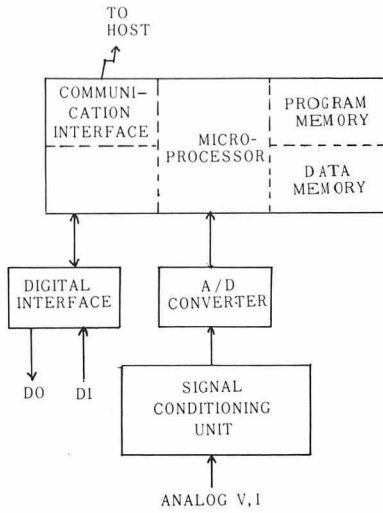 TO
HOST
COMMUNI-
CATION
INTERFACE
MICRO-
PROCESSOR
PROGRAM
MEMORY
DATA
MEMORY
DIGITAL
INTERFACE
A/D
CONVERTER
DO
DI
SIGNAL
CONDITIONING
UNIT
ANALOG V,I